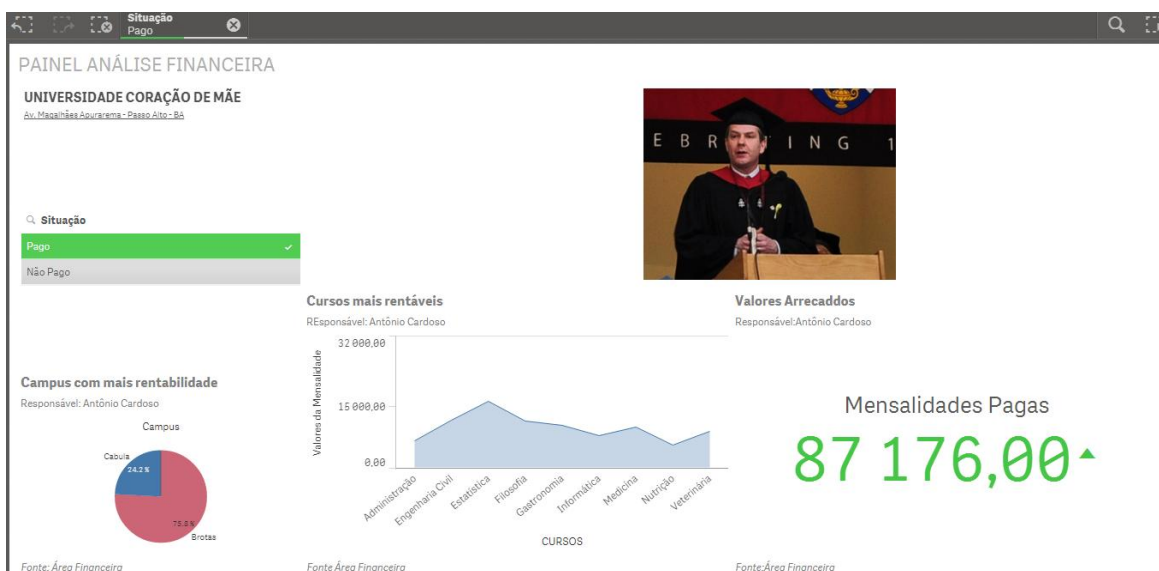 Situação
Pago
PAINEL ANÁLISE FINANCEIRA
UNIVERSIDADE CORAÇÃO DE MÃE
Av. Magalhães Apurarema - Passo Alto - BA
EBRATING 1
Situação
Pago
Não Pago
Campus com mais rentabilidade
Responsável: Antônio Cardoso
Campus
Cabula
24.2%
75.8%
Brotas
Fonte: Área Financeira
Cursos mais rentáveis
REsponsável: Antônio Cardoso
Valores da Mensalidade
32 000,00
15 000,00
0,00
Administração
Engenharia Civil
Estatística
Filosofia
Gastronomia
Informática
Medicina
Nutrição
Veterinária
CURSOS
Fonte Área Financeira
Valores Arrecaddos
Responsável:Antônio Cardoso
Mensalidades Pagas
87 176,00
Fonte:Área Financeira